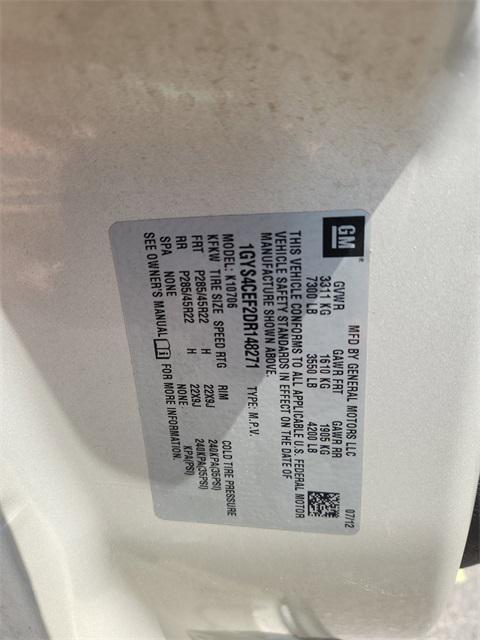 GM
®
MFD BY GENERAL MOTORS LLC 07/12
GVWR GAWR FRT GAWR RR
3311 KG 1610 KG 1905 KG
7300 LB 3550 LB 4200 LB
THIS VEHICLE CONFORMS TO ALL APPLICABLE U.S. FEDERAL MOTOR
VEHICLE SAFETY STANDARDS IN EFFECT ON THE DATE OF
MANUFACTURE SHOWN ABOVE.
1GYS4CEF2DR148271 TYPE: M.P.V.
MODEL: K10706
KFKW TIRE SIZE SPEED RTG RIM COLD TIRE PRESSURE
FRT P285/45R22 H 22X9J 240KPA(35PSI)
RR P285/45R22 H 22X9J 240KPA(35PSI)
SPA NONE NONE KPA(PSI)
SEE OWNER'S MANUAL i FOR MORE INFORMATION.